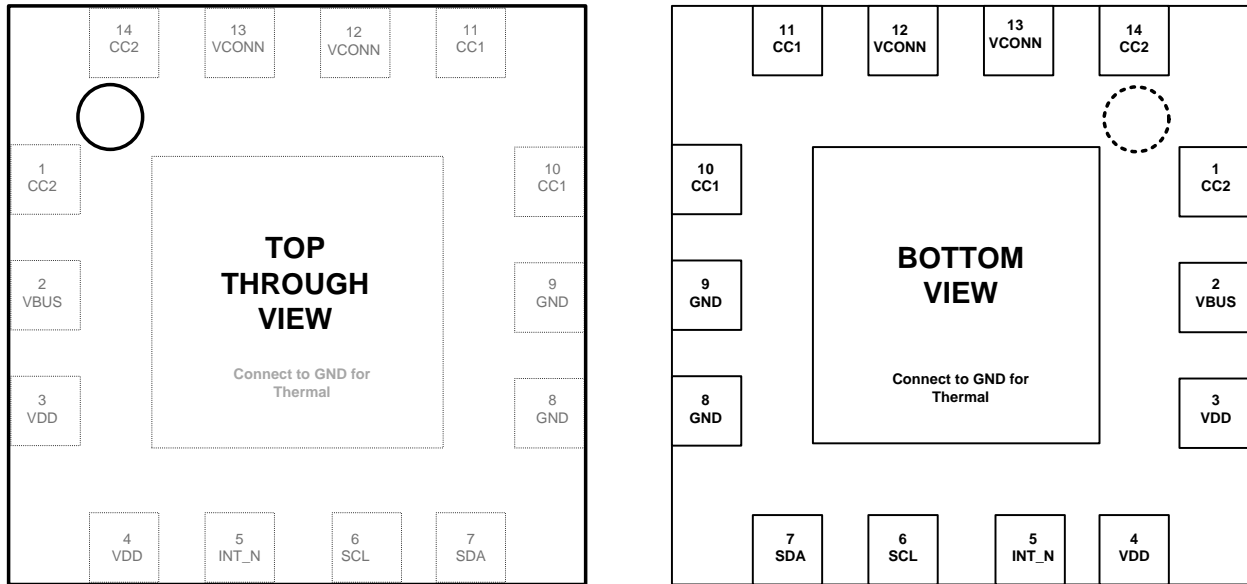 14
CC2
13
VCONN
12
VCONN
11
CC1
1
CC2
10
CC1
2
VBUS
9
GND
3
VDD
8
GND
TOP
THROUGH
VIEW
Connect to GND for
Thermal
4
VDD
5
INT_N
6
SCL
7
SDA
11
CC1
12
VCONN
13
VCONN
14
CC2
10
CC1
1
CC2
9
GND
2
VBUS
8
GND
3
VDD
BOTTOM
VIEW
Connect to GND for
Thermal
7
SDA
6
SCL
5
INT_N
4
VDD